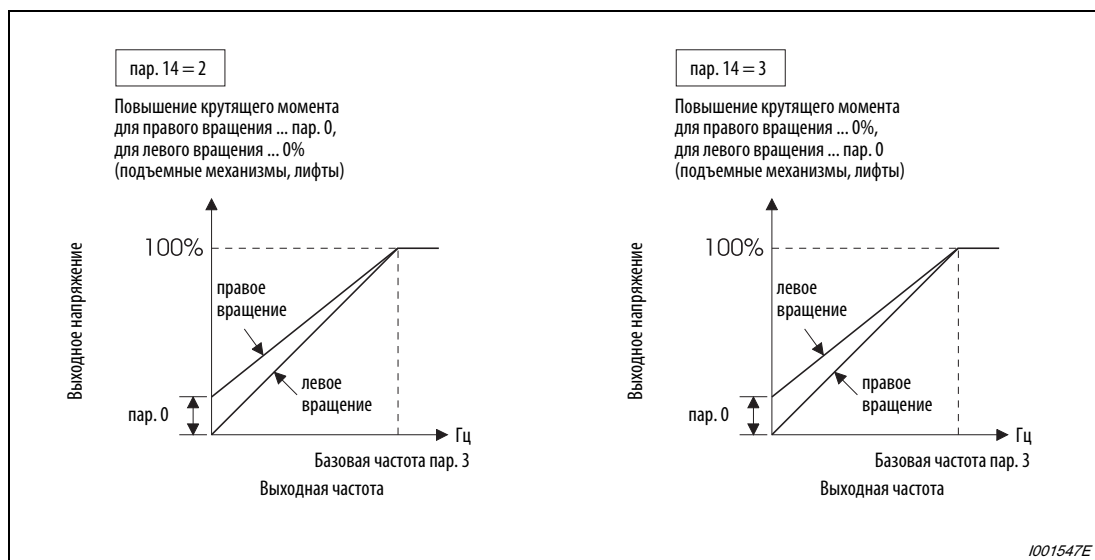 пар. 14 = 2
Повышение крутящего момента
для правого вращения ... пар. 0,
для левого вращения ... 0%
(подъемные механизмы, лифты)
Выходное напряжение
100%
правое
вращение
левое
вращение
пар. 0
Гц
Базовая частота пар. 3
Выходная частота
пар. 14 = 3
Повышение крутящего момента
для правого вращения ... 0%,
для левого вращения ... пар. 0
(подъемные механизмы, лифты)
Выходное напряжение
100%
левое
вращение
правое
вращение
пар. 0
Гц
Базовая частота пар. 3
Выходная частота
I001547E